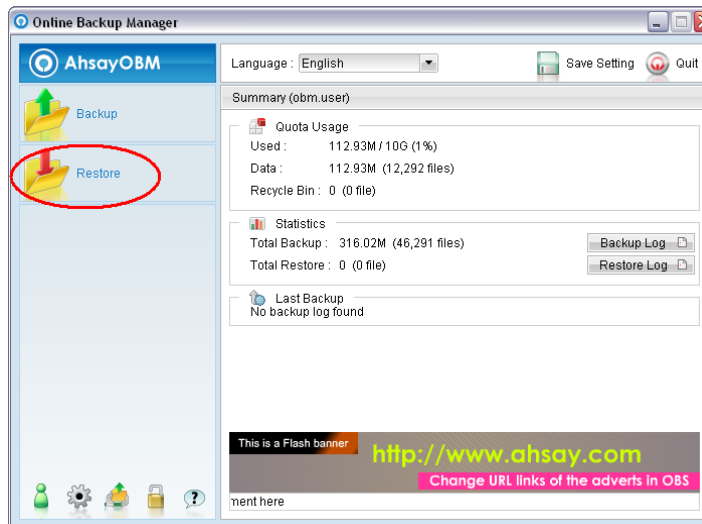 Online Backup Manager
AhsayOBM
Language : English
Save Setting
Quit
Backup
Restore
Summary (obm.user)
Quota Usage
Used : 112.93M / 10G (1%)
Data : 112.93M (12,292 files)
Recycle Bin : 0 (0 file)
Statistics
Total Backup : 316.02M (46,291 files)
Backup Log
Total Restore : 0 (0 file)
Restore Log
Last Backup
No backup log found
This is a Flash banner
http://www.ahsay.com
Change URL links of the adverts in OBS
ment here
?